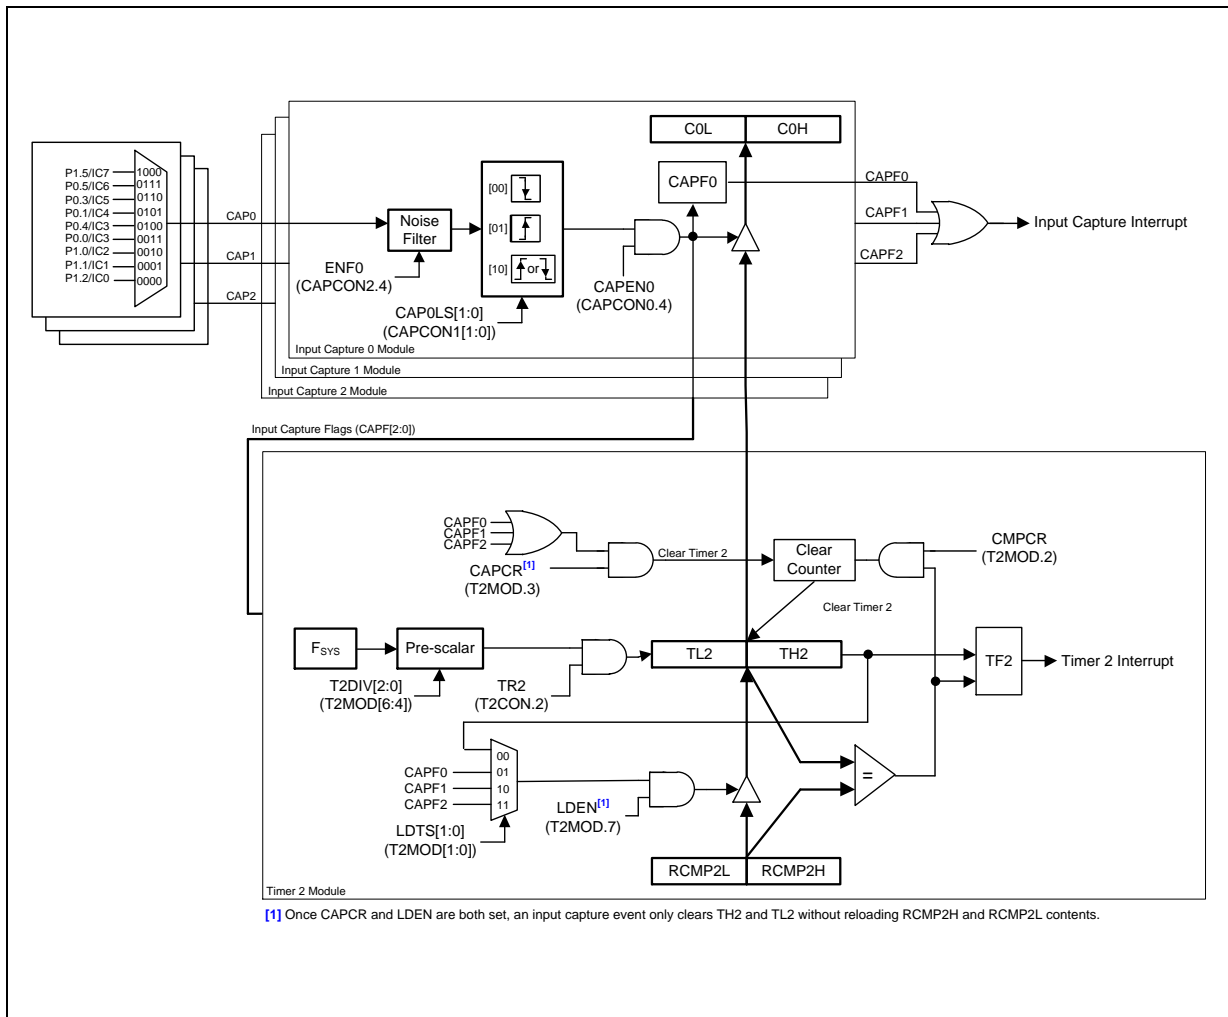 C0L C0H
P1.5/IC7 1000
P0.5/IC6 0111
P0.3/IC5 0110
P0.1/IC4 0101
P0.4/IC3 0100
P0.0/IC3 0011
P1.0/IC2 0010
P1.1/IC1 0001
P1.2/IC0 0000
CAP0
CAP1
CAP2
Noise
Filter
ENF0
(CAPCON2.4)
[00]
[01]
[10] or
CAP0LS[1:0]
(CAPCON1[1:0])
CAPEN0
(CAPCON0.4)
CAPF0
CAPF0
CAPF1
CAPF2
Input Capture Interrupt
Input Capture 0 Module
Input Capture 1 Module
Input Capture 2 Module
Input Capture Flags (CAPF[2:0])
CAPF0
CAPF1
CAPF2
CAPCR[1]
(T2MOD.3)
Clear Timer 2
Clear
Counter
CMPCR
(T2MOD.2)
Clear Timer 2
FSYS
Pre-scalar
T2DIV[2:0]
(T2MOD[6:4])
TR2
(T2CON.2)
TL2 TH2
TF2
Timer 2 Interrupt
00
CAPF0 01
CAPF1 10
CAPF2 11
LDTS[1:0]
(T2MOD[1:0])
LDEN[1]
(T2MOD.7)
=
RCMP2L RCMP2H
Timer 2 Module
[1] Once CAPCR and LDEN are both set, an input capture event only clears TH2 and TL2 without reloading RCMP2H and RCMP2L contents.